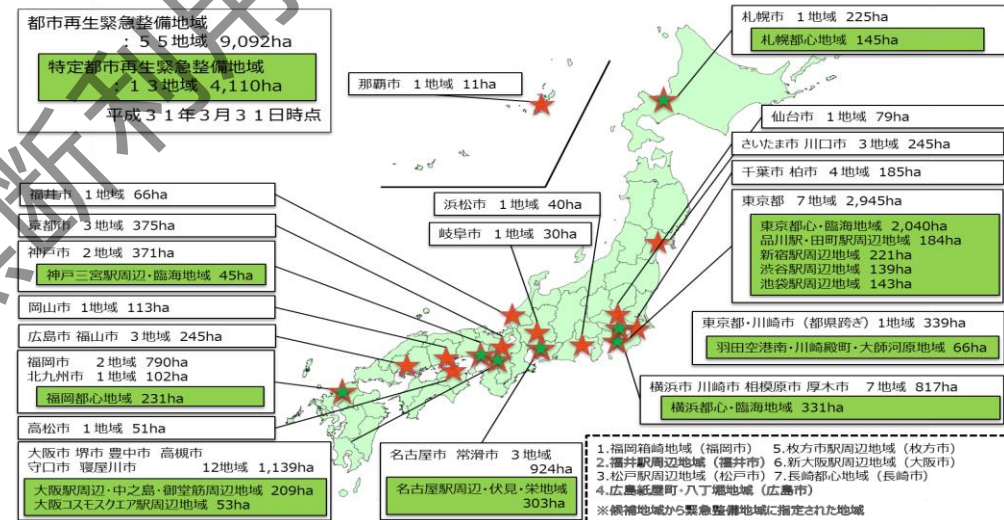 都市再生緊急整備地域
：５５地域 9,092ha
特定都市再生緊急整備地域
：１３地域 4,110ha
平成３１年３月３１日時点
断利用
札幌市 1地域 225ha
札幌都心地域 145ha
那覇市 1地域 11ha
仙台市 1地域 79ha
さいたま市 川口市 3地域 245ha
千葉市 柏市 4地域 185ha
東京都 7地域 2,945ha
東京都心・臨海地域 2,040ha
品川駅・田町駅周辺地域 184ha
新宿駅周辺地域 221ha
渋谷駅周辺地域 139ha
池袋駅周辺地域 143ha
東京都・川崎市（都県跨ぎ）1地域 339ha
羽田空港南・川崎殿町・大師河原地域 66ha
横浜市 川崎市 相模原市 厚木市 7地域 817ha
横浜都心・臨海地域 331ha
浜松市 1地域 40ha
岐阜市 1地域 30ha
福井市 1地域 66ha
京都市 3地域 375ha
神戸市 2地域 371ha
神戸三宮駅周辺・臨海地域 45ha
岡山市 1地域 113ha
広島市 福山市 3地域 245ha
福岡市 2地域 790ha
北九州市 1地域 102ha
福岡都心地域 231ha
高松市 1地域 51ha
大阪市 堺市 豊中市 高槻市
守口市 寝屋川市 12地域 1,139ha
大阪駅周辺・中之島・御堂筋周辺地域 209ha
大阪コスモスクエア駅周辺地域 53ha
名古屋市 常滑市 3地域
924ha
名古屋駅周辺・伏見・栄地域
303ha
1.福岡箱崎地域（福岡市） 5.枚方市駅周辺地域（枚方市）
2.福井駅周辺地域（福井市） 6.新大阪駅周辺地域（大阪市）
3.松戸駅周辺地域（松戸市） 7.長崎都心地域（長崎市）
4.広島紙屋町・八丁堀地域（広島市）
※候補地域から緊急整備地域に指定された地域